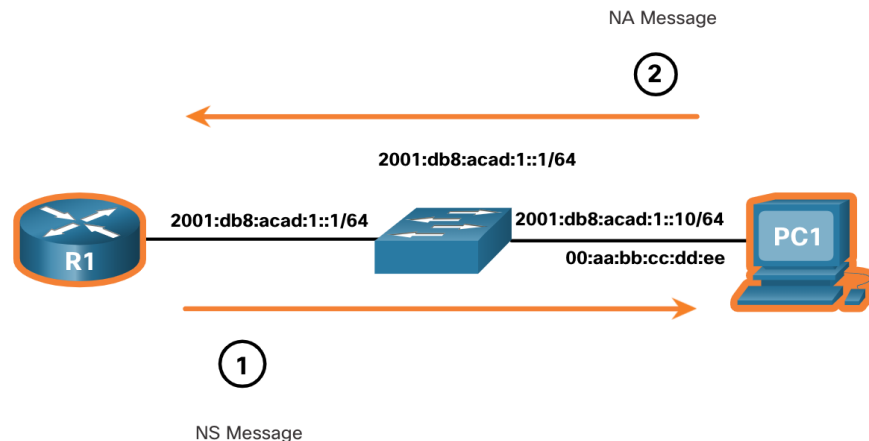 NA Message
2
2001:db8:acad:1::1/64
2001:db8:acad:1::1/64
2001:db8:acad:1::10/64
R1
PC1
00:aa:bb:cc:dd:ee
1
NS Message